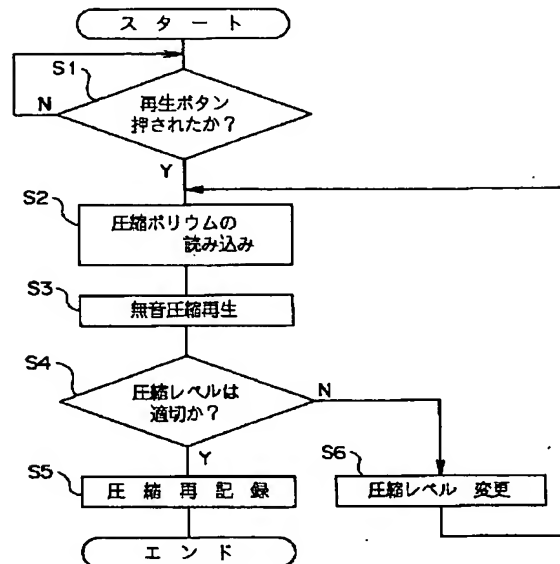 スタート
S1
再生ボタン
押されたか？
N
Y
S2
圧縮ボリウムの
読み込み
S3
無音圧縮再生
S4
圧縮レベルは
適切か？
N
Y
S5
圧縮再記録
S6
圧縮レベル 変更
エンド